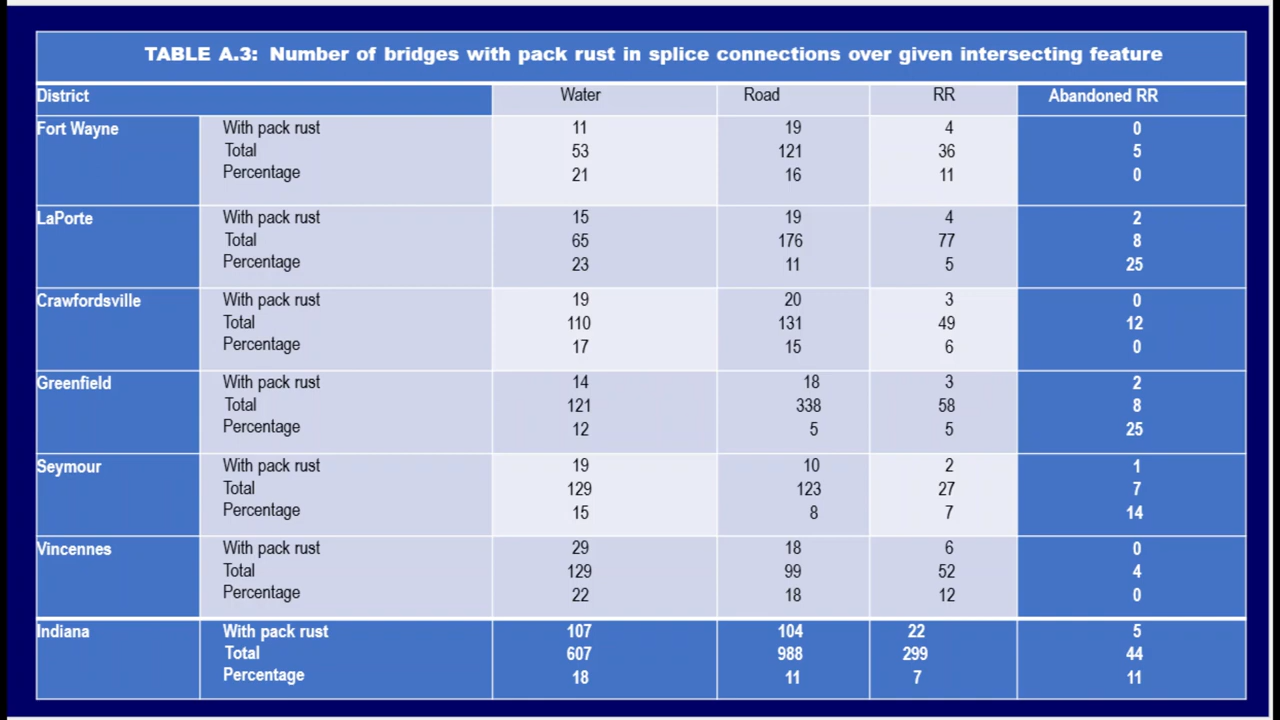 TABLE A.3: Number of bridges with pack rust in splice connections over given intersecting feature
District Water Road RR Abandoned RR
Fort Wayne With pack rust 11 19 4 0
Total 53 121 36 5
Percentage 21 16 11 0
LaPorte With pack rust 15 19 4 2
Total 65 176 77 8
Percentage 23 11 5 25
Crawfordsville With pack rust 19 20 3 0
Total 110 131 49 12
Percentage 17 15 6 0
Greenfield With pack rust 14 18 3 2
Total 121 338 58 8
Percentage 12 5 5 25
Seymour With pack rust 19 10 2 1
Total 129 123 27 7
Percentage 15 8 7 14
Vincennes With pack rust 29 18 6 0
Total 129 99 52 4
Percentage 22 18 12 0
Indiana With pack rust 107 104 22 5
Total 607 988 299 44
Percentage 18 11 7 11